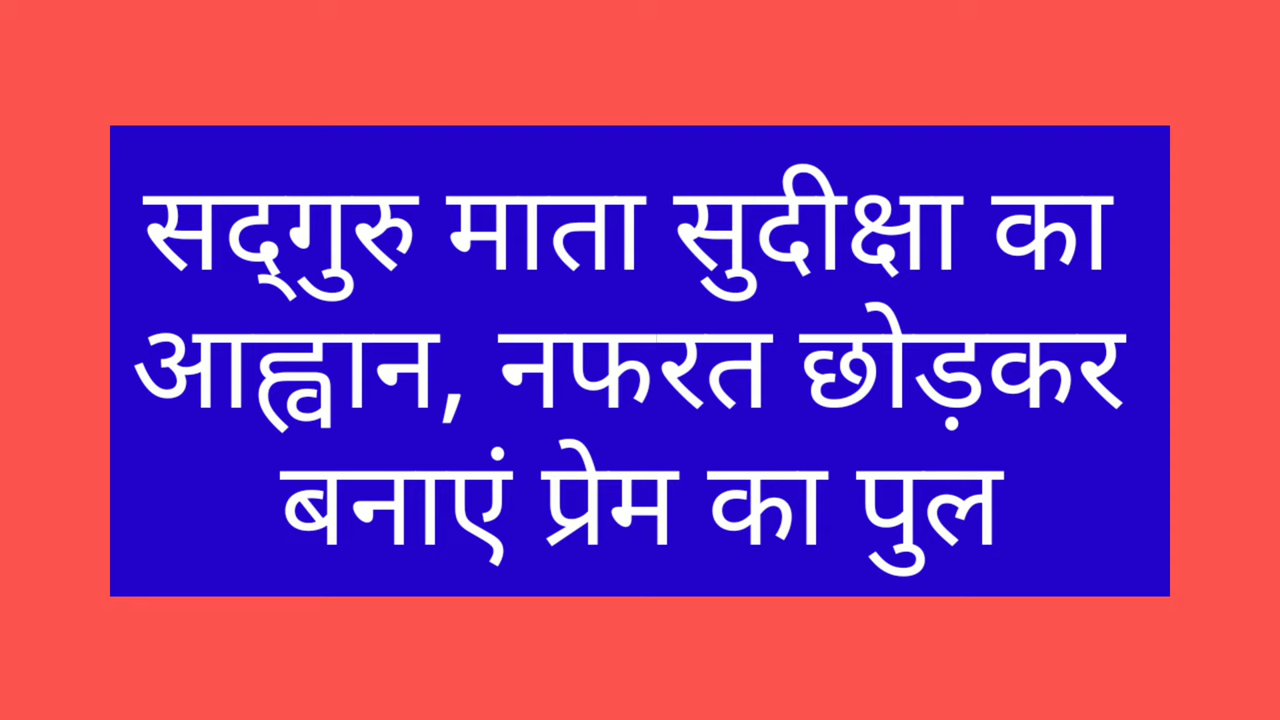 सद्‌गुरु माता सुदीक्षा का
आह्वान, नफरत छोड़कर
बनाएं प्रेम का पुल